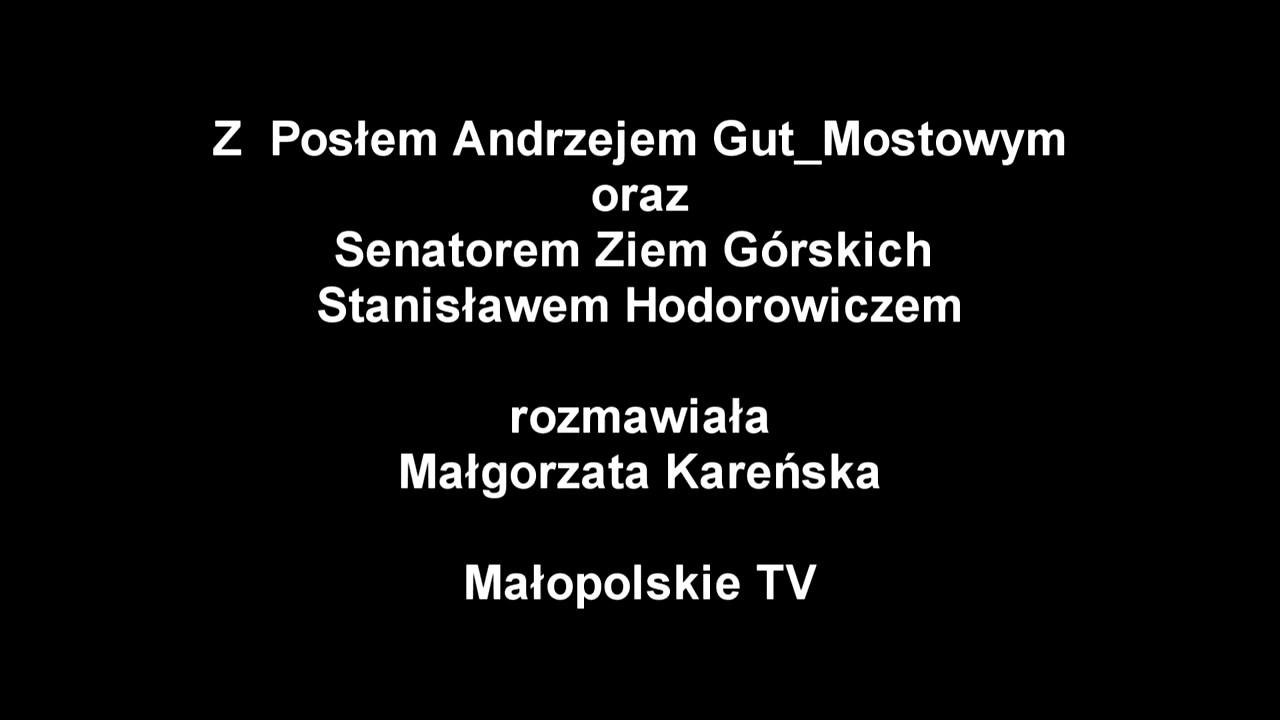 Z Posłem Andrzejem Gut_Mostowym
oraz
Senatorem Ziem Górskich
Stanisławem Hodorowiczem
rozmawiała
Małgorzata Kareńska
Małopolskie TV